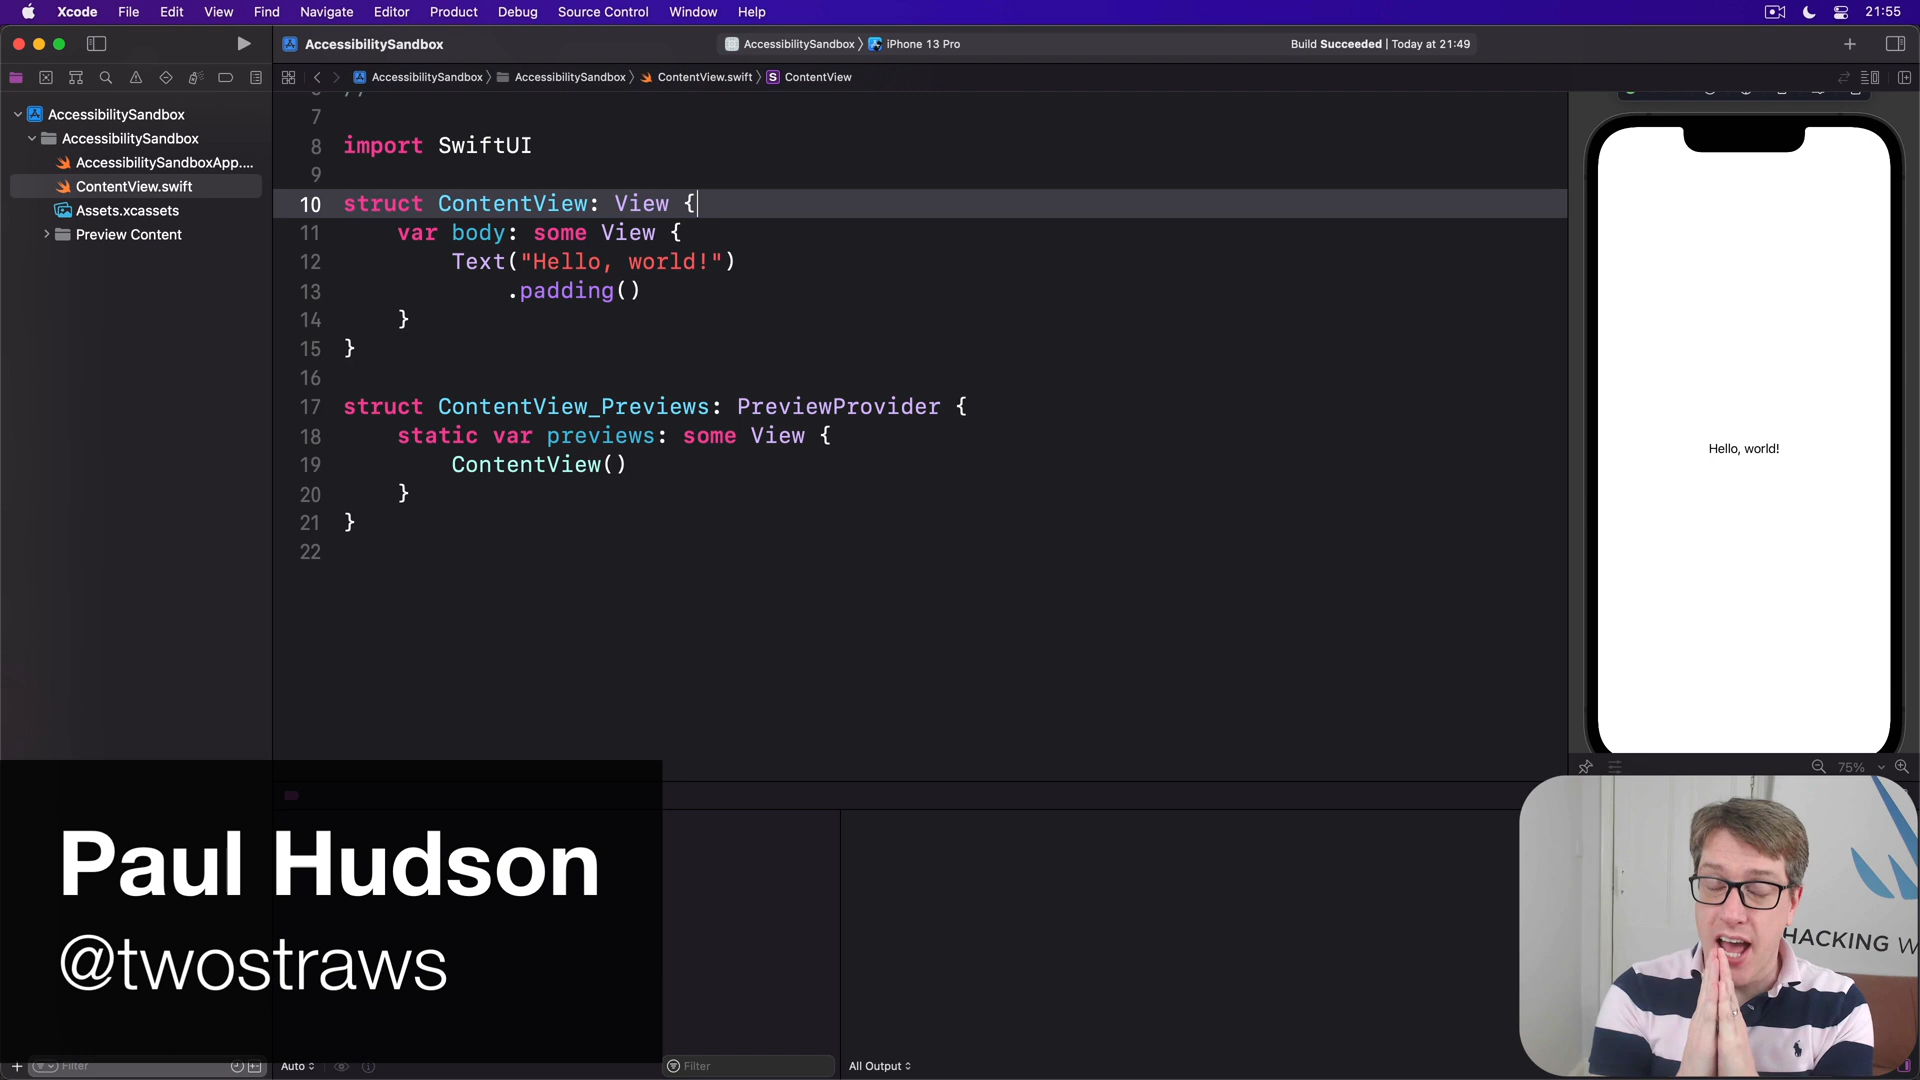 Xcode File Edit View Find Navigate Editor Product Debug Source Control Window Help 21:55
AccessibilitySandbox AccessibilitySandbox iPhone 13 Pro Build Succeeded | Today at 21:49
AccessibilitySandbox AccessibilitySandbox ContentView.swift S ContentView
AccessibilitySandbox
AccessibilitySandbox
AccessibilitySandboxApp....
ContentView.swift
Assets.xcassets
Preview Content
7
8 import SwiftUI
9
10 struct ContentView: View {
11 var body: some View {
12 Text("Hello, world!")
13 .padding()
14 }
15 }
16
17 struct ContentView_Previews: PreviewProvider {
18 static var previews: some View {
19 ContentView()
20 }
21 }
22
Hello, world!
75%
Paul Hudson
@twostraws
HACKING W
Filter Auto Filter All Output